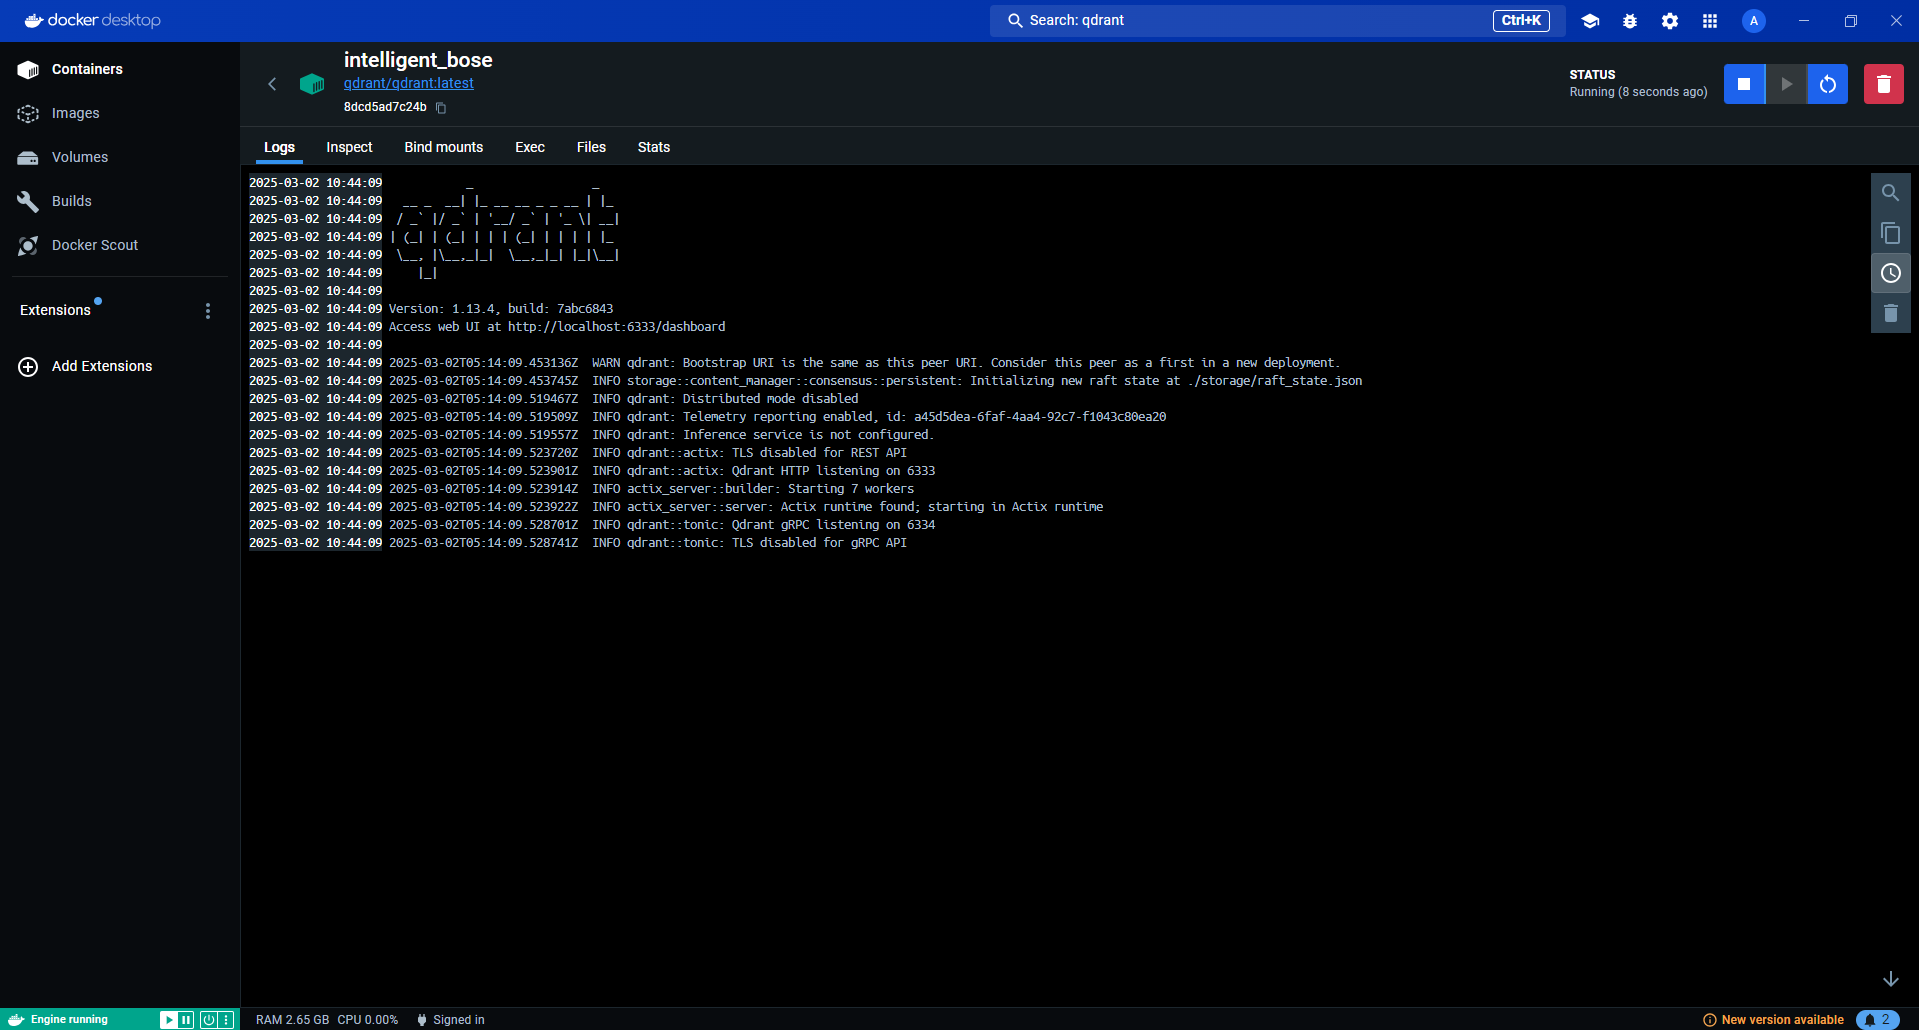 docker desktop
Search: qdrant
Ctrl+K
A
Containers
Images
Volumes
Builds
Docker Scout
Extensions
Add Extensions
intelligent_bose
qdrant/qdrant:latest
8dcd5ad7c24b
STATUS
Running (8 seconds ago)
Logs Inspect Bind mounts Exec Files Stats
2025-03-02 10:44:09            _                 _
2025-03-02 10:44:09   __ _  __| |_ __ __ _ _ __ | |_
2025-03-02 10:44:09  / _` |/ _` | '__/ _` | '_ \| __|
2025-03-02 10:44:09 | (_| | (_| | | | (_| | | | | |_
2025-03-02 10:44:09  \__, |\__,_|_|  \__,_|_| |_|\__|
2025-03-02 10:44:09     |_|
2025-03-02 10:44:09
2025-03-02 10:44:09 Version: 1.13.4, build: 7abc6843
2025-03-02 10:44:09 Access web UI at http://localhost:6333/dashboard
2025-03-02 10:44:09
2025-03-02 10:44:09 2025-03-02T05:14:09.453136Z  WARN qdrant: Bootstrap URI is the same as this peer URI. Consider this peer as a first in a new deployment.
2025-03-02 10:44:09 2025-03-02T05:14:09.453745Z  INFO storage::content_manager::consensus::persistent: Initializing new raft state at ./storage/raft_state.json
2025-03-02 10:44:09 2025-03-02T05:14:09.519467Z  INFO qdrant: Distributed mode disabled
2025-03-02 10:44:09 2025-03-02T05:14:09.519509Z  INFO qdrant: Telemetry reporting enabled, id: a45d5dea-6faf-4aa4-92c7-f1043c80ea20
2025-03-02 10:44:09 2025-03-02T05:14:09.519557Z  INFO qdrant: Inference service is not configured.
2025-03-02 10:44:09 2025-03-02T05:14:09.523720Z  INFO qdrant::actix: TLS disabled for REST API
2025-03-02 10:44:09 2025-03-02T05:14:09.523901Z  INFO qdrant::actix: Qdrant HTTP listening on 6333
2025-03-02 10:44:09 2025-03-02T05:14:09.523914Z  INFO actix_server::builder: Starting 7 workers
2025-03-02 10:44:09 2025-03-02T05:14:09.523922Z  INFO actix_server::server: Actix runtime found; starting in Actix runtime
2025-03-02 10:44:09 2025-03-02T05:14:09.528701Z  INFO qdrant::tonic: Qdrant gRPC listening on 6334
2025-03-02 10:44:09 2025-03-02T05:14:09.528741Z  INFO qdrant::tonic: TLS disabled for gRPC API
Engine running
RAM 2.65 GB CPU 0.00%
Signed in
New version available
2